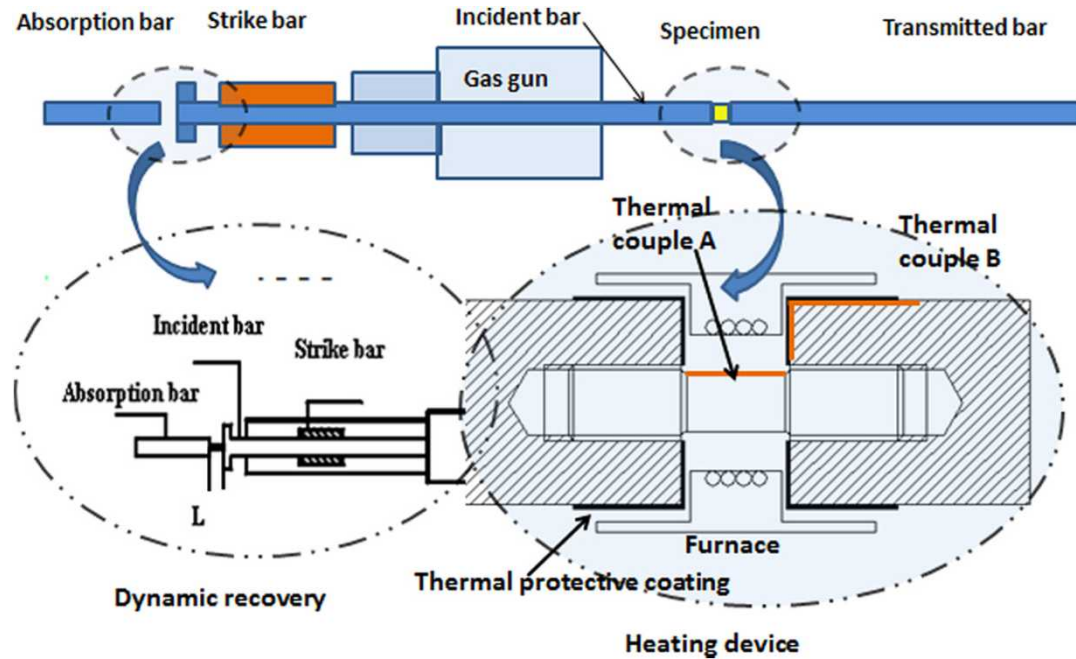 Absorption bar
Strike bar
Incident bar
Specimen
Transmitted bar
Gas gun
Thermal
couple A
Thermal
couple B
Incident bar
Strike bar
Absorption bar
L
Furnace
Thermal protective coating
Dynamic recovery
Heating device